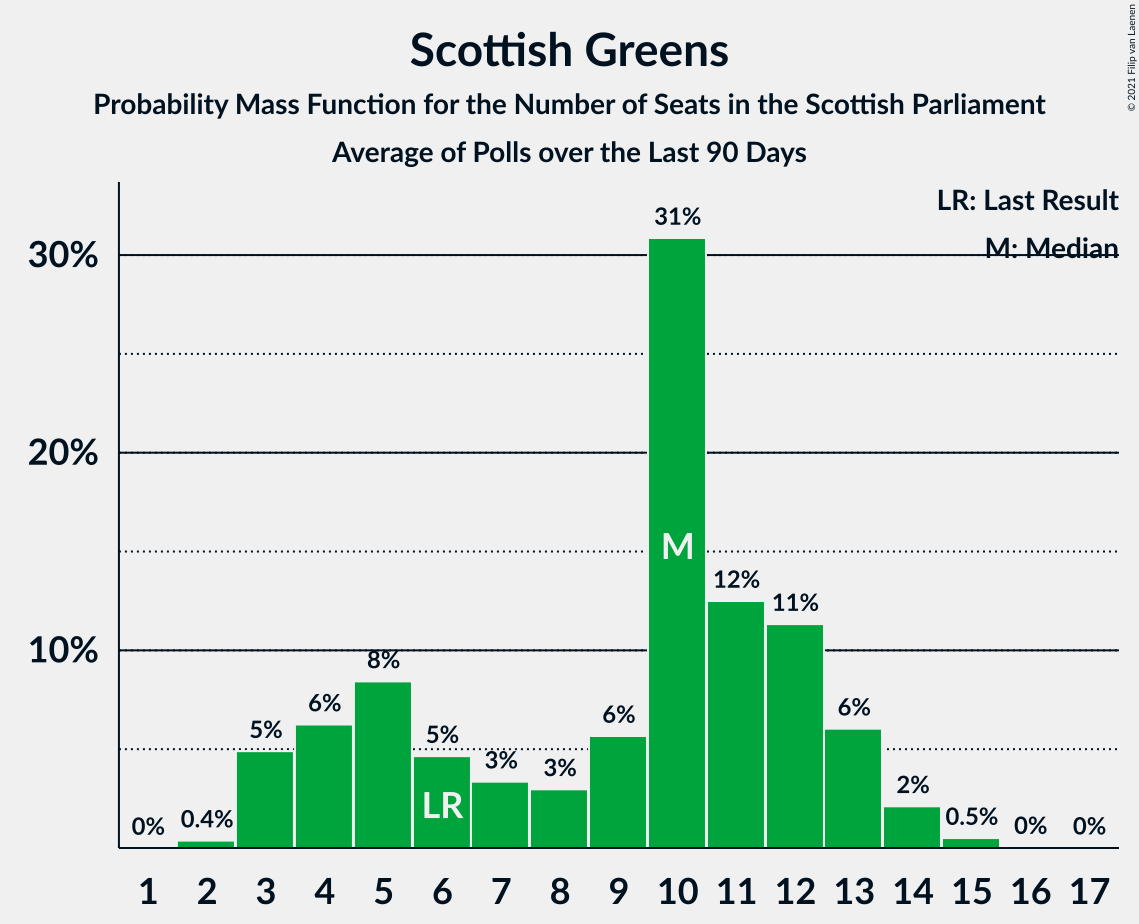 © 2021 Filip van Laenen
Scottish Greens
Probability Mass Function for the Number of Seats in the Scottish Parliament
Average of Polls over the Last 90 Days
LR: Last Result
M: Median
30%
20%
10%
0%
0.4%
5%
6%
8%
5%
3%
3%
6%
31%
12%
11%
6%
2%
0.5%
0%
0%
LR
M
1 2 3 4 5 6 7 8 9 10 11 12 13 14 15 16 17